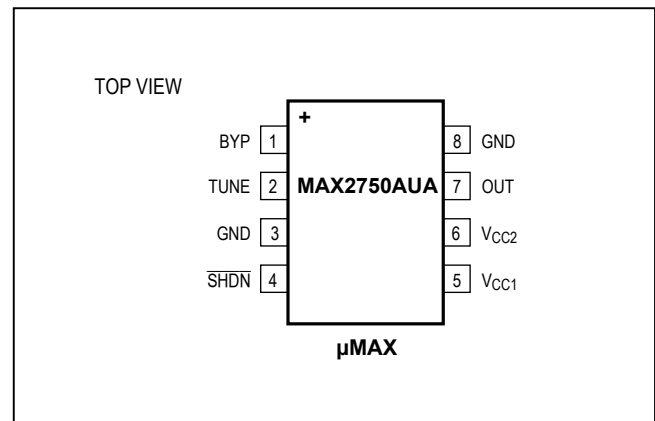 TOP VIEW
+
BYP 1 8 GND
TUNE 2 MAX2750AUA 7 OUT
GND 3 6 VCC2
SHDN 4 5 VCC1
µMAX